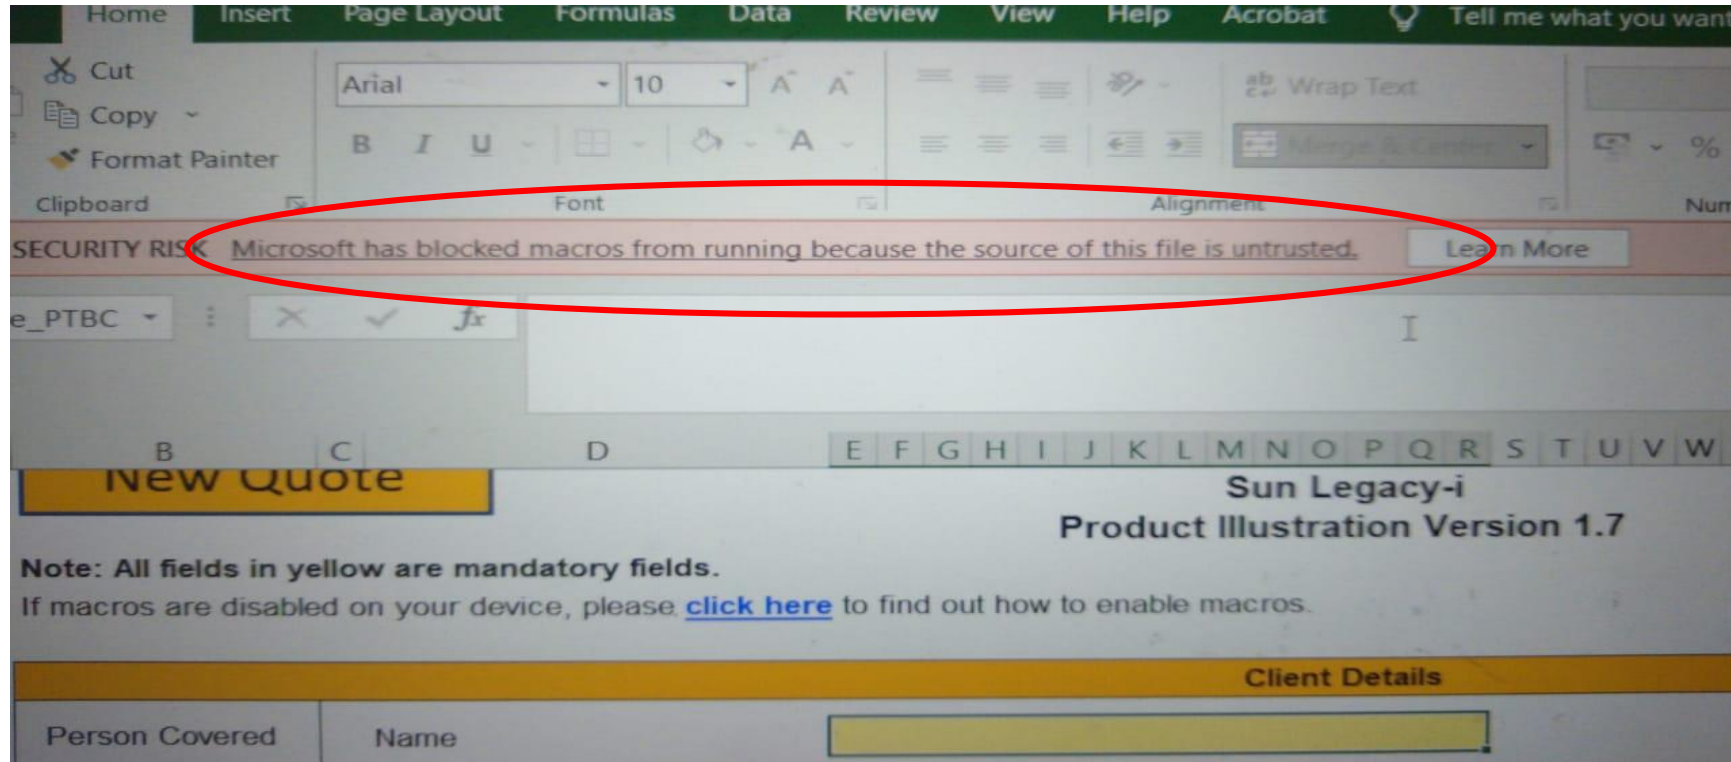 Home Insert Page Layout Formulas Data Review View Help Acrobat Tell me what you want
Cut
Copy
Format Painter
Clipboard
Arial 10 A A
B I U A
Font
ab Wrap Text
Merge & Center
Alignment
%
Num
SECURITY RISK Microsoft has blocked macros from running because the source of this file is untrusted. Learn More
e_PTBC fx
B C D E F G H I J K L M N O P Q R S T U V W
New Quote
Sun Legacy-i
Product Illustration Version 1.7
Note: All fields in yellow are mandatory fields.
If macros are disabled on your device, please click here to find out how to enable macros.
Client Details
Person Covered Name